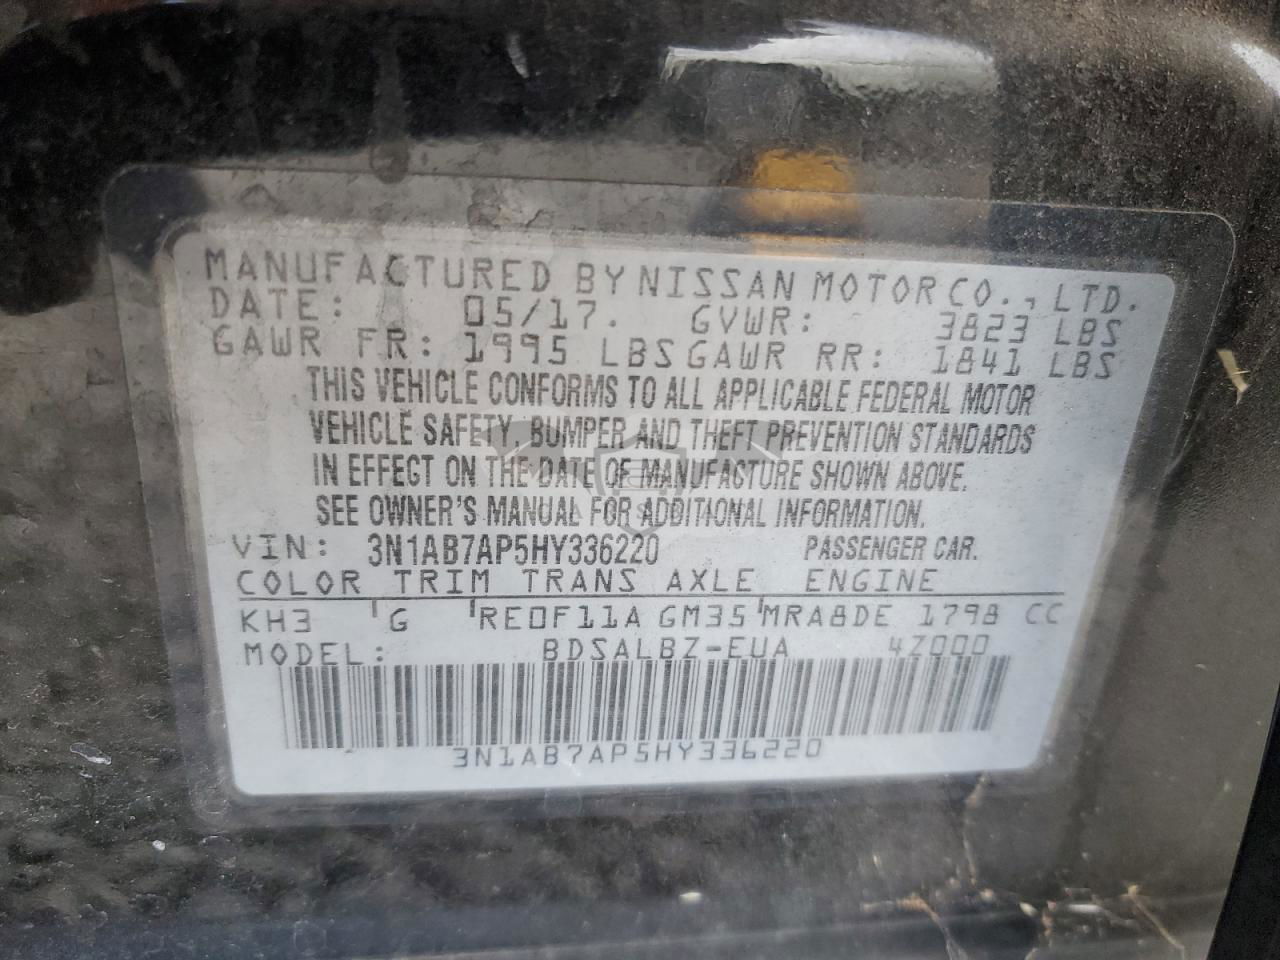 MANUFACTURED BY NISSAN MOTOR CO., LTD.
DATE: 05/17. GVWR: 3823 LBS
GAWR FR: 1995 LBS GAWR RR: 1841 LBS
THIS VEHICLE CONFORMS TO ALL APPLICABLE FEDERAL MOTOR
VEHICLE SAFETY, BUMPER AND THEFT PREVENTION STANDARDS
IN EFFECT ON THE DATE OF MANUFACTURE SHOWN ABOVE.
SEE OWNER'S MANUAL FOR ADDITIONAL INFORMATION.
VIN: 3N1AB7AP5HY336220 PASSENGER CAR.
COLOR TRIM TRANS AXLE ENGINE
KH3 G RE0F11A GM35 MRA8DE 1798 CC
MODEL: BDSALBZ-EUA 4Z000
3N1AB7AP5HY336220